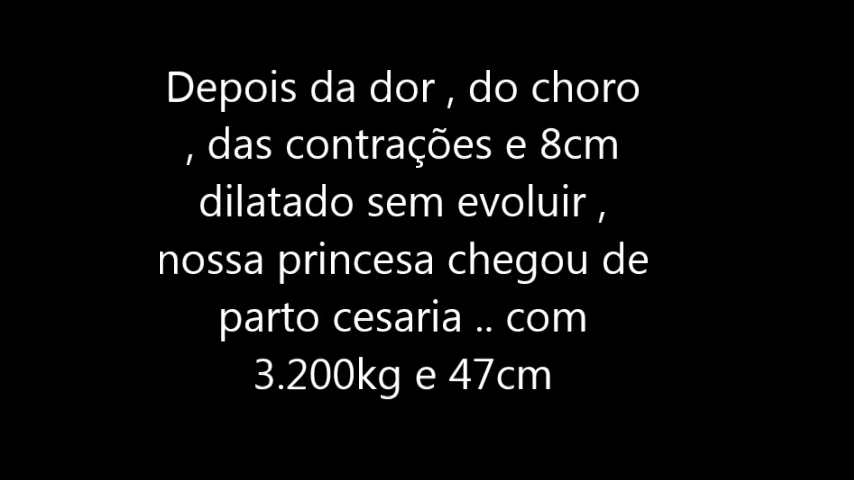 Depois da dor , do choro
, das contrações e 8cm
dilatado sem evoluir ,
nossa princesa chegou de
parto cesaria .. com
3.200kg e 47cm